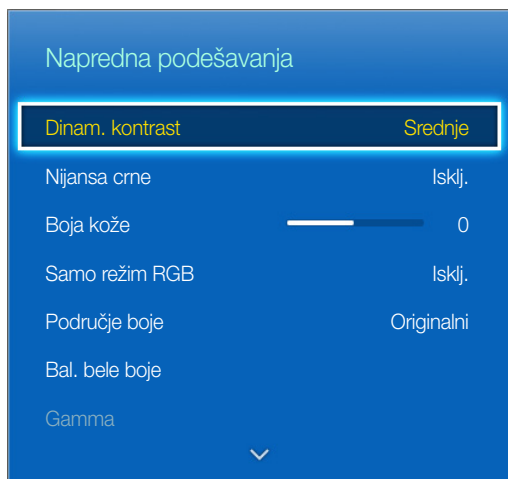 Napredna podešavanja
Dinam. kontrast Srednje
Nijansa crne Isklj.
Boja kože 0
Samo režim RGB Isklj.
Područje boje Originalni
Bal. bele boje
Gamma